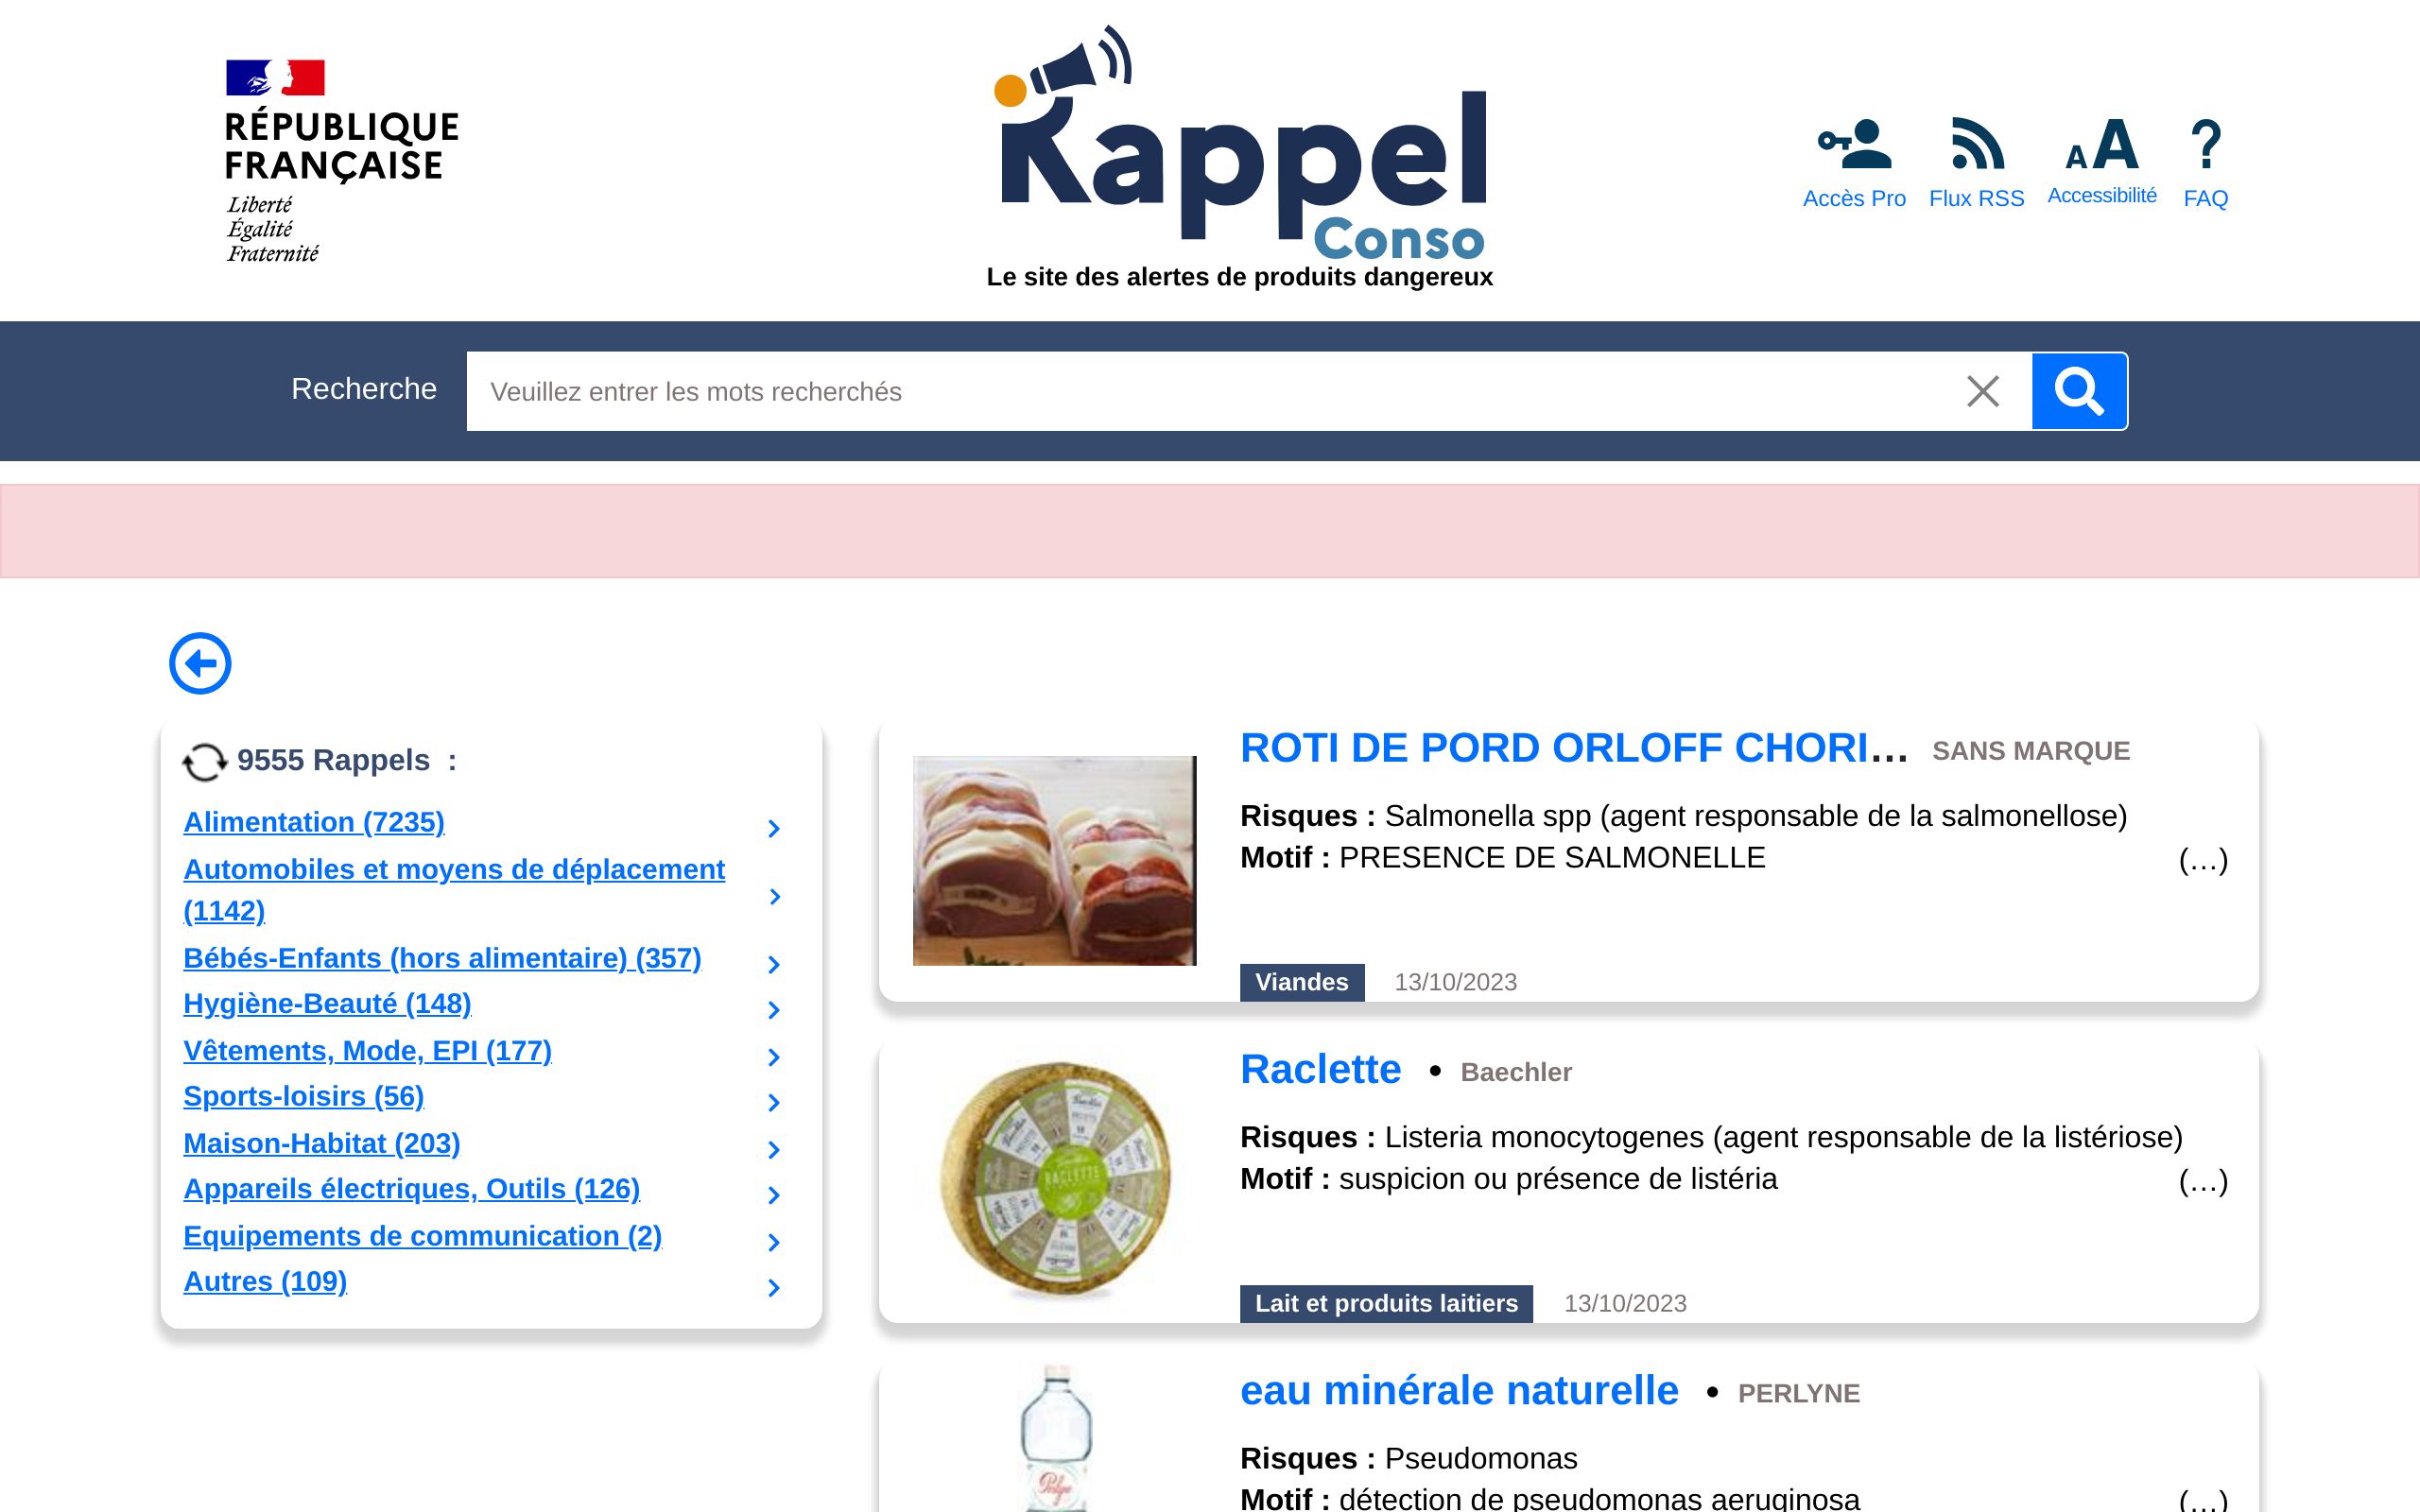 RÉPUBLIQUE
FRANÇAISE
Liberté
Égalité
Fraternité
Rappel
Conso
Le site des alertes de produits dangereux
Accès Pro
Flux RSS
AA
Accessibilité
?
FAQ
Recherche
Veuillez entrer les mots recherchés
9555 Rappels :
Alimentation (7235)
Automobiles et moyens de déplacement
(1142)
Bébés-Enfants (hors alimentaire) (357)
Hygiène-Beauté (148)
Vêtements, Mode, EPI (177)
Sports-loisirs (56)
Maison-Habitat (203)
Appareils électriques, Outils (126)
Equipements de communication (2)
Autres (109)
ROTI DE PORD ORLOFF CHORI... SANS MARQUE
Risques : Salmonella spp (agent responsable de la salmonellose)
Motif : PRESENCE DE SALMONELLE (...)
Viandes 13/10/2023
RACLETTE
Raclette • Baechler
Risques : Listeria monocytogenes (agent responsable de la listériose)
Motif : suspicion ou présence de listéria (...)
Lait et produits laitiers 13/10/2023
eau minérale naturelle • PERLYNE
Risques : Pseudomonas
Motif : détection de pseudomonas aeruginosa (...)